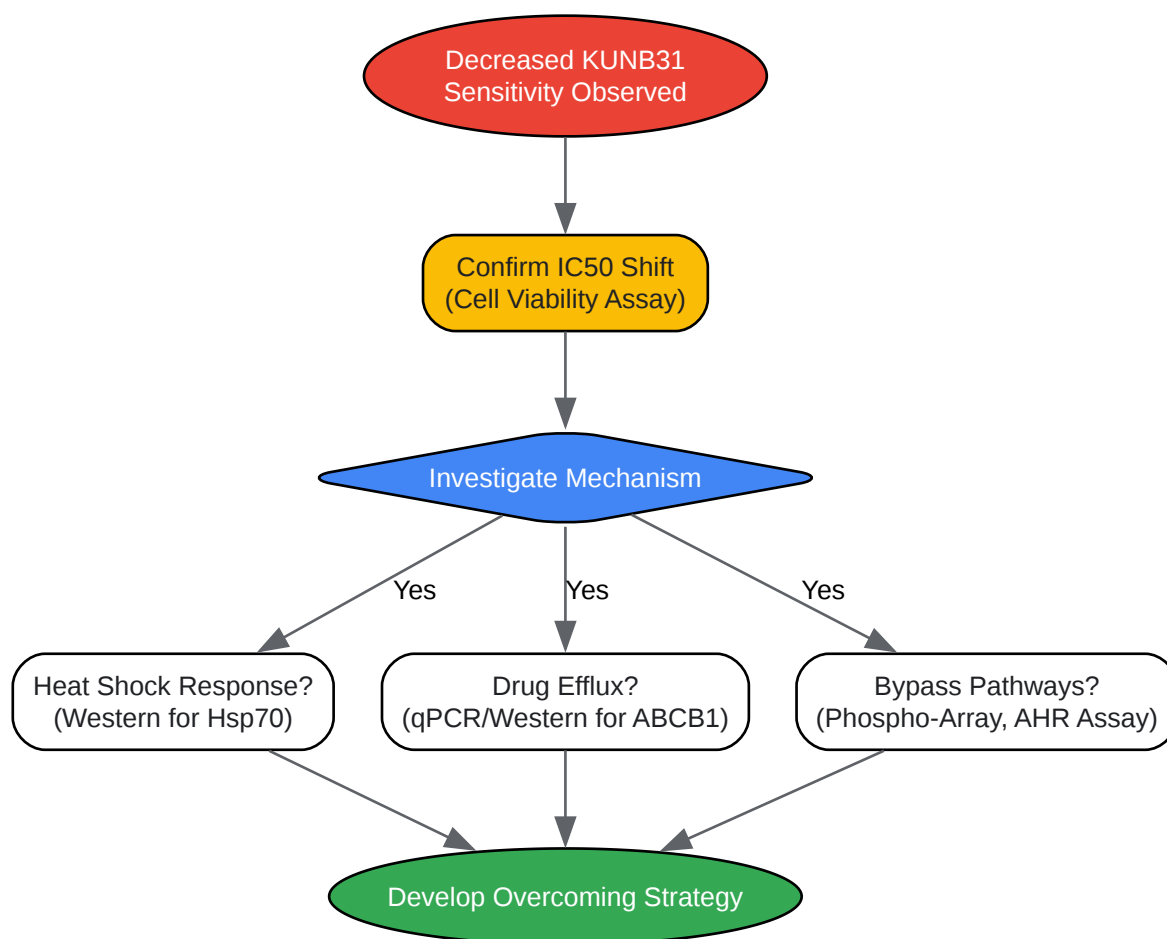 Decreased KUNB31
Sensitivity Observed
Confirm IC50 Shift
(Cell Viability Assay)
Investigate Mechanism
Yes
Yes
Yes
Heat Shock Response?
(Western for Hsp70)
Drug Efflux?
(qPCR/Western for ABCB1)
Bypass Pathways?
(Phospho-Array, AHR Assay)
Develop Overcoming Strategy